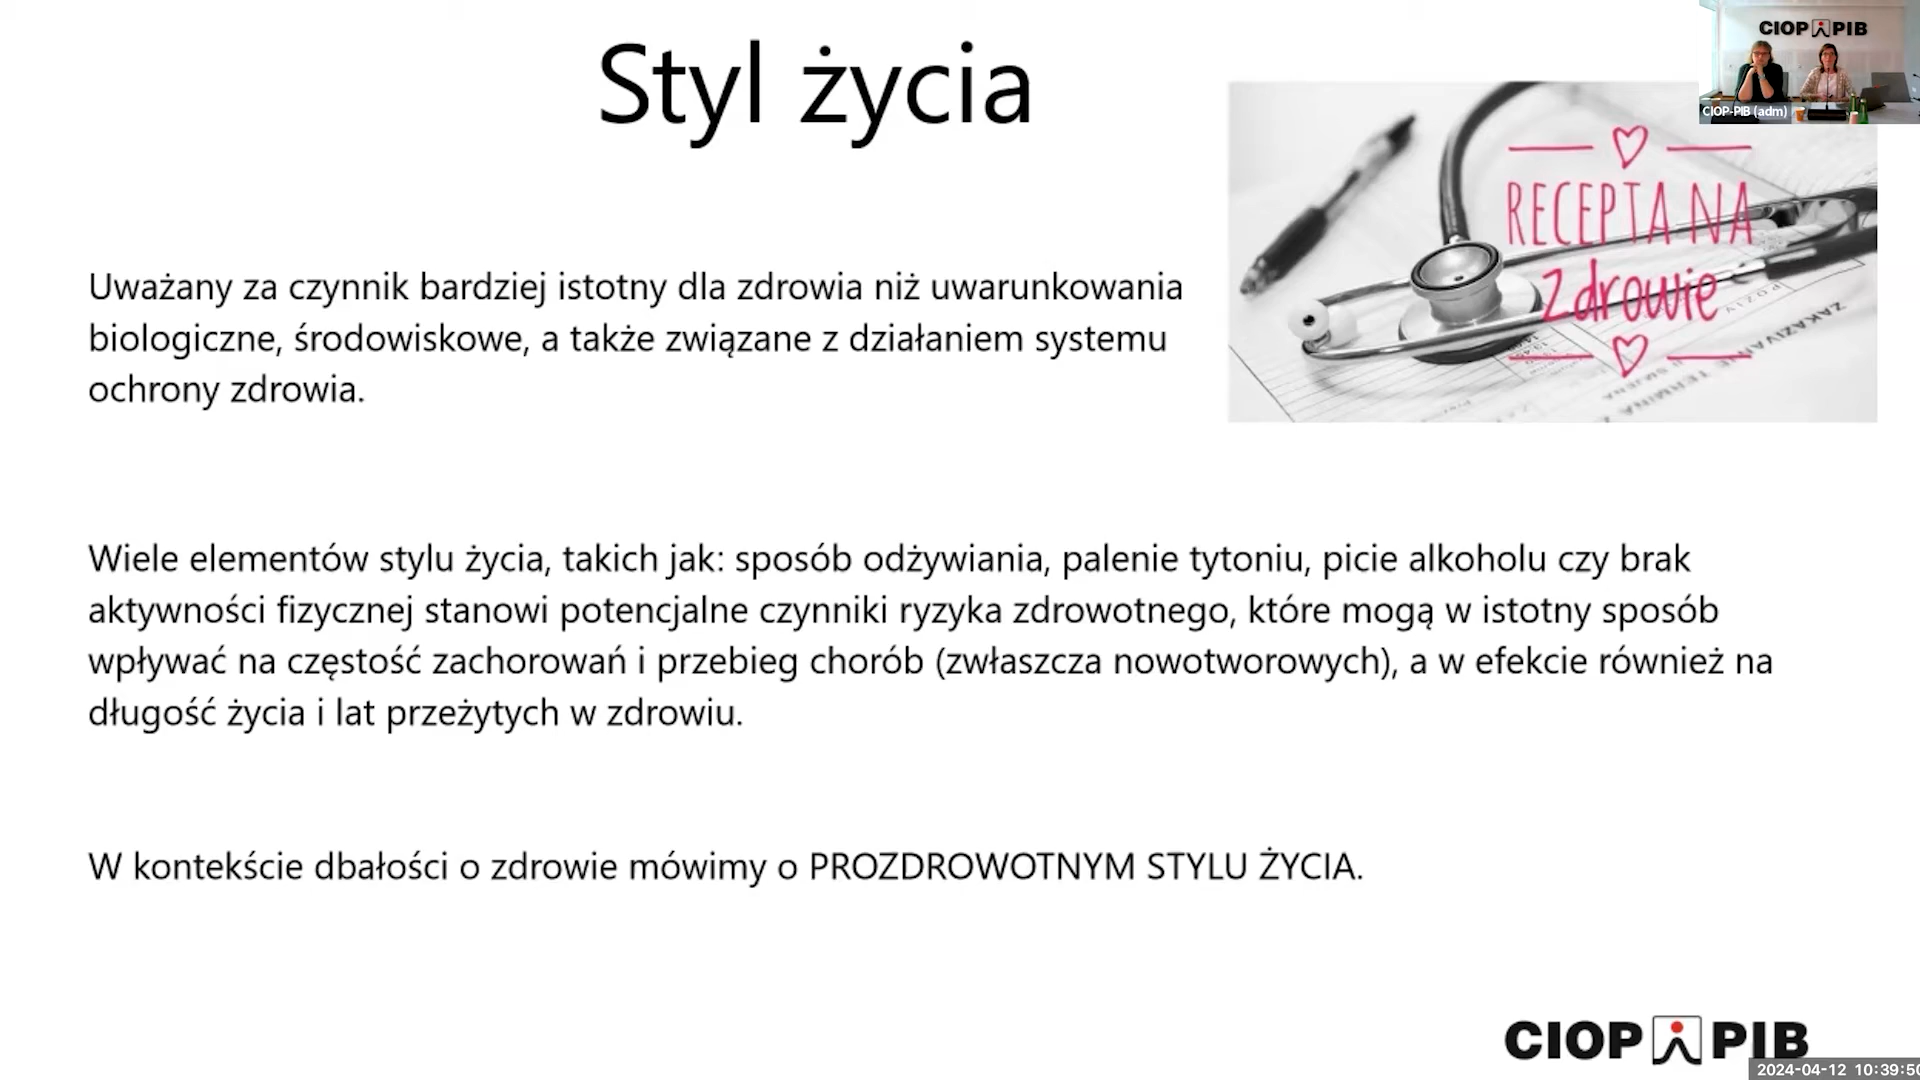 Styl życia
CIOP PIB
CIOP-PIB (adm)
RECEPTA NA
zdrowie
Uważany za czynnik bardziej istotny dla zdrowia niż uwarunkowania
biologiczne, środowiskowe, a także związane z działaniem systemu
ochrony zdrowia.
Wiele elementów stylu życia, takich jak: sposób odżywiania, palenie tytoniu, picie alkoholu czy brak
aktywności fizycznej stanowi potencjalne czynniki ryzyka zdrowotnego, które mogą w istotny sposób
wpływać na częstość zachorowań i przebieg chorób (zwłaszcza nowotworowych), a w efekcie również na
długość życia i lat przeżytych w zdrowiu.
W kontekście dbałości o zdrowie mówimy o PROZDROWOTNYM STYLU ŻYCIA.
CIOP PIB
2024-04-12 10:39:50